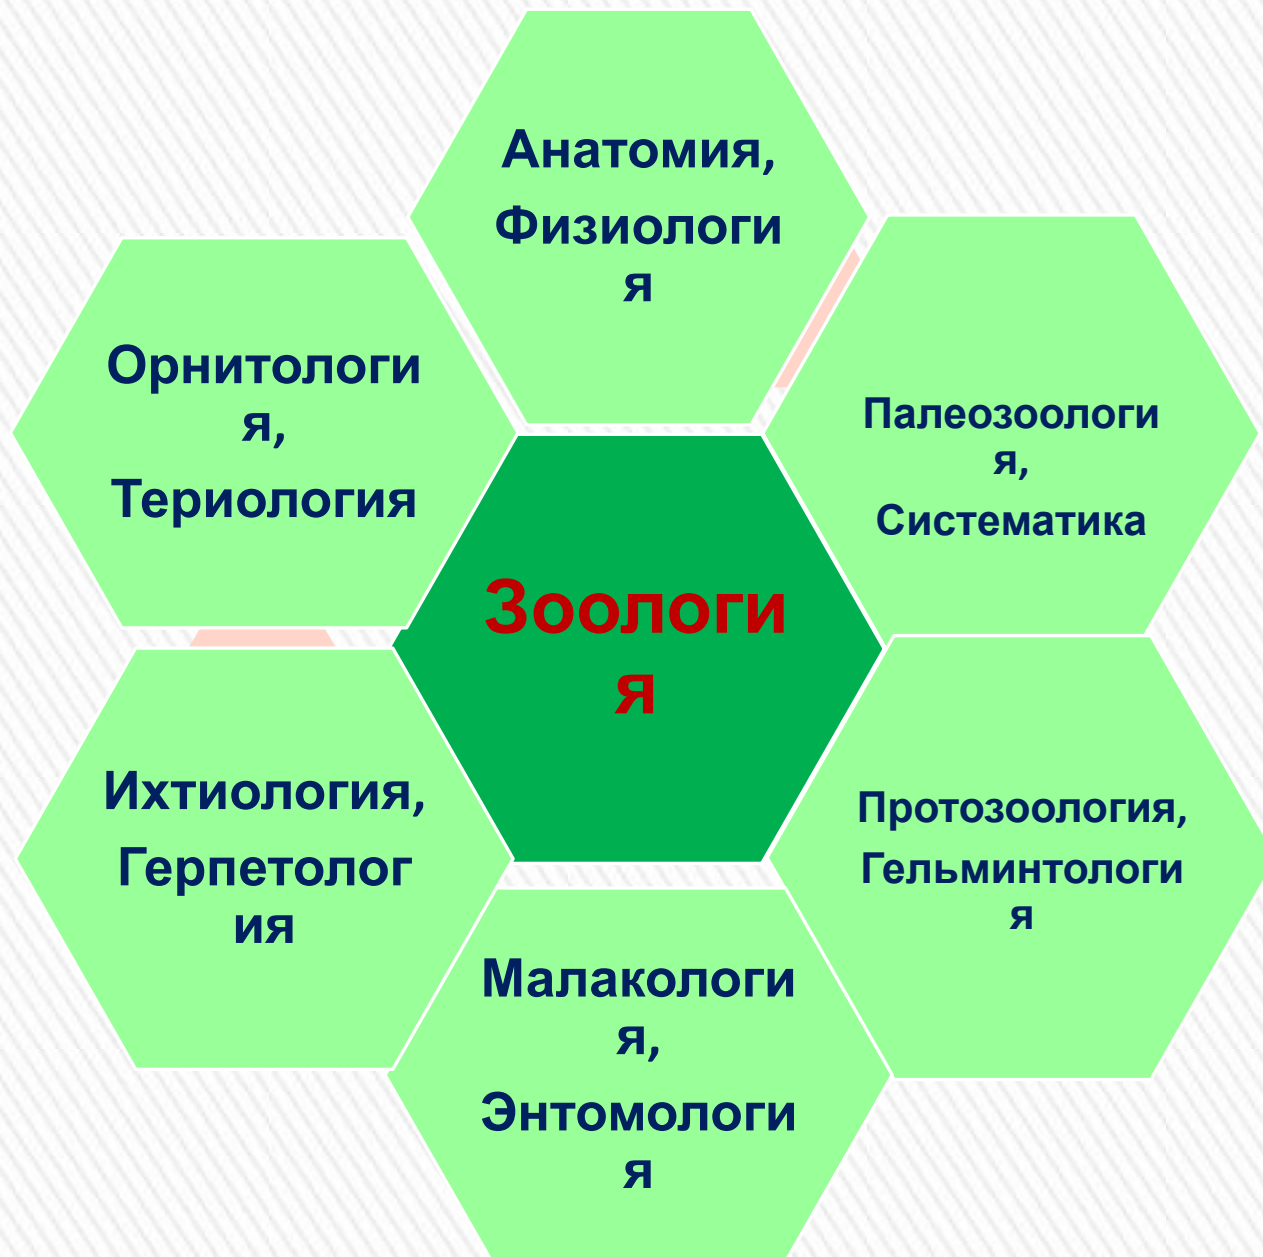 Анатомия,
Физиологи
я
Орнитологи
я,
Териология
Палеозоологи
я,
Систематика
Зоологи
я
Ихтиология,
Герпетолог
ия
Протозоология,
Гельминтологи
я
Малакологи
я,
Энтомологи
я